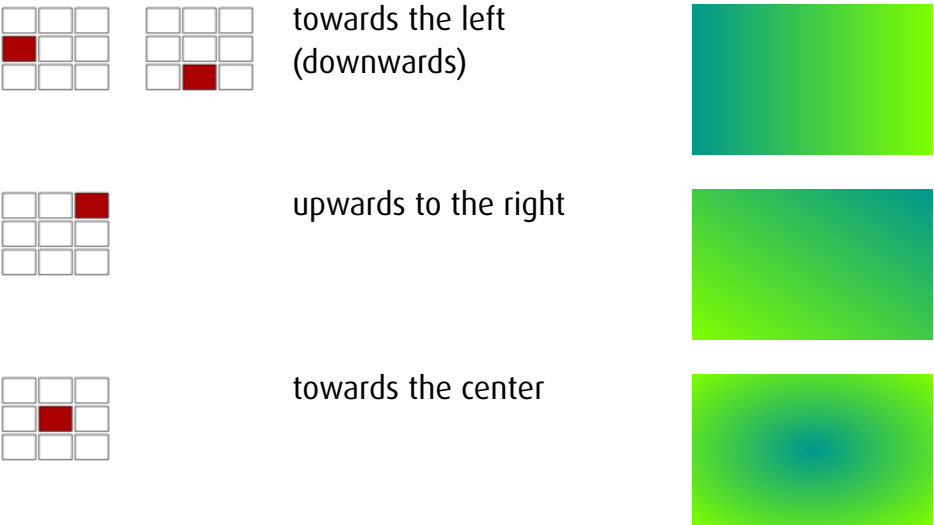 towards the left
(downwards)
upwards to the right
towards the center